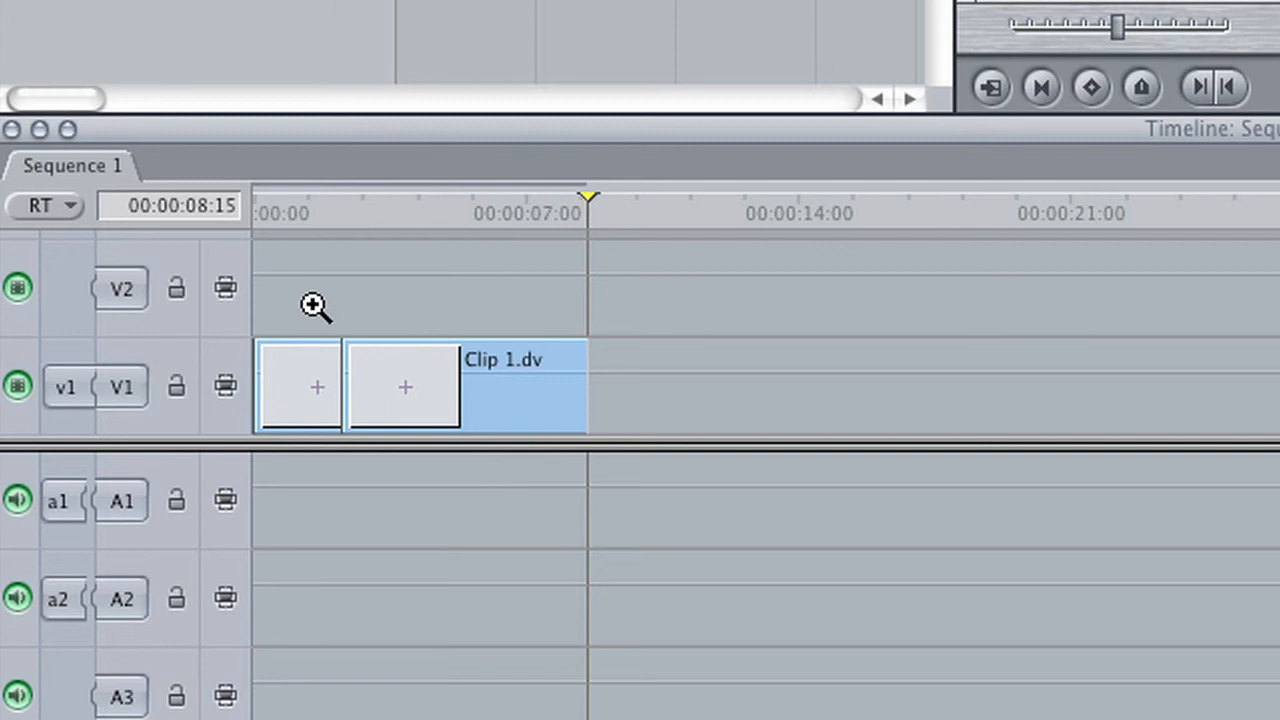 Timeline: Sequ
Sequence 1
RT 00:00:08:15 :00:00 00:00:07:00 00:00:14:00 00:00:21:00
V2
v1 V1 Clip 1.dv
a1 A1
a2 A2
A3